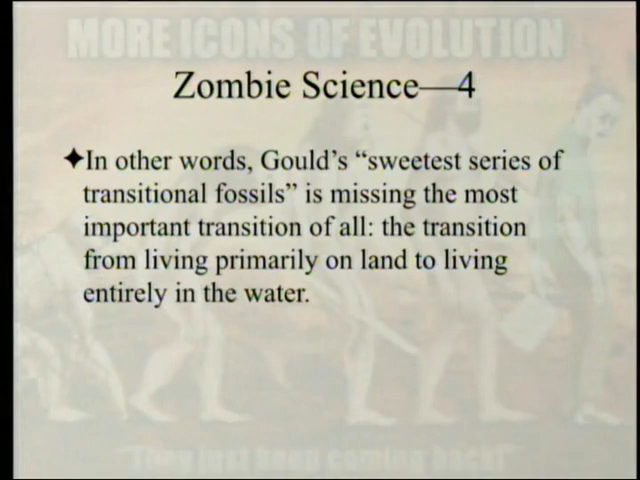 MORE ICONS OF EVOLUTION
Zombie Science—4
✦In other words, Gould's “sweetest series of
transitional fossils” is missing the most
important transition of all: the transition
from living primarily on land to living
entirely in the water.
"They just keep coming back!"